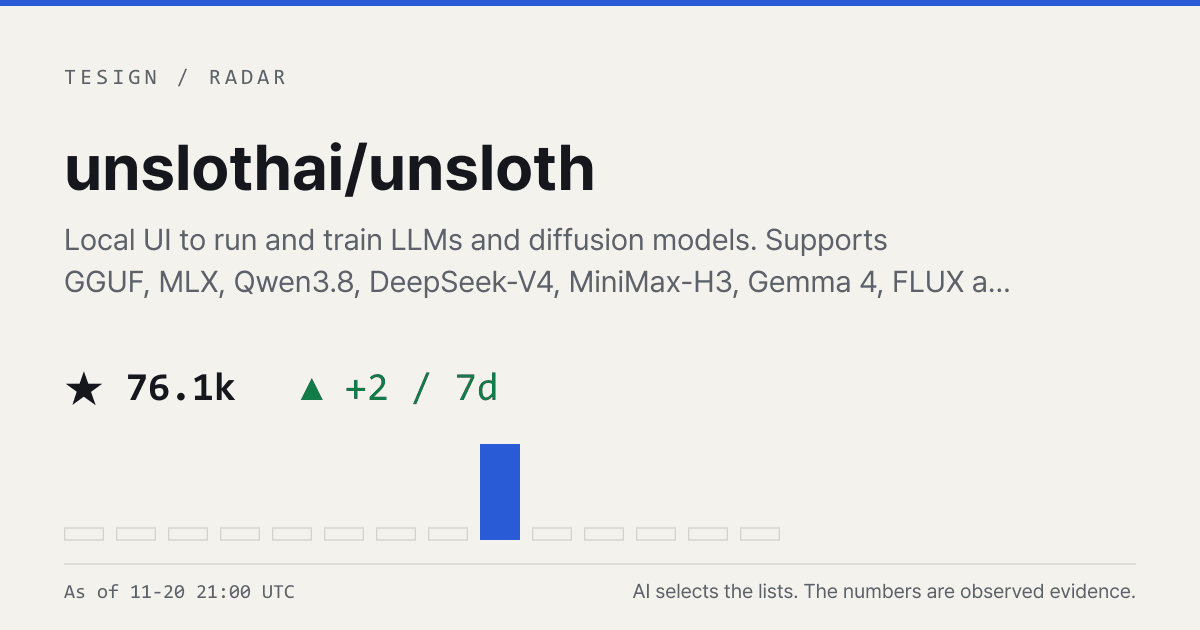 TESIGN / RADAR
unslothai/unsloth
Local UI to run and train LLMs and diffusion models. Supports
GGUF, MLX, Qwen3.8, DeepSeek-V4, MiniMax-H3, Gemma 4, FLUX a...
★ 76.1k ▲ +2 / 7d
As of 11-20 21:00 UTC
AI selects the lists. The numbers are observed evidence.